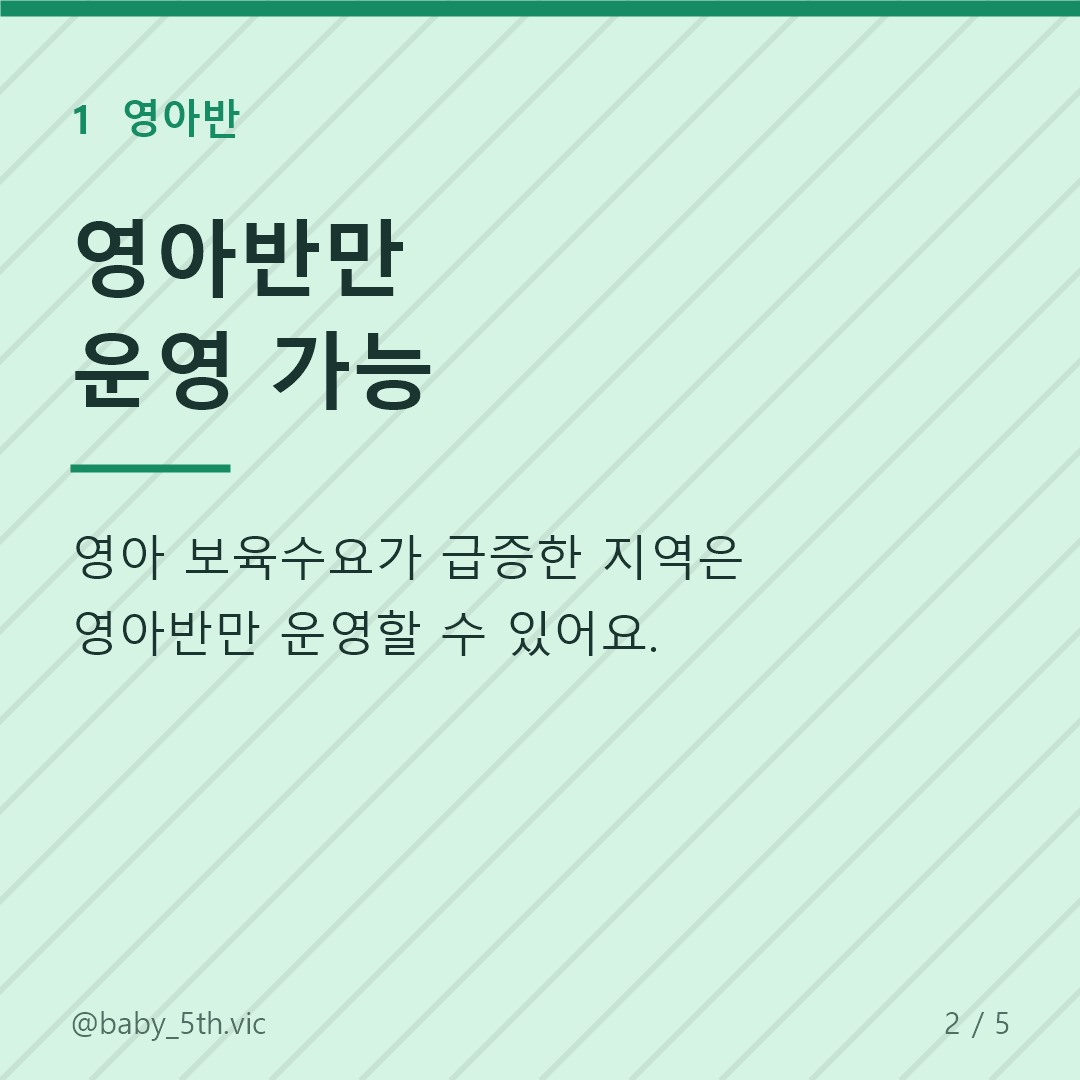 1 영아반
영아반만
운영 가능
영아 보육수요가 급증한 지역은
영아반만 운영할 수 있어요.
@baby_5th.vic
2 / 5